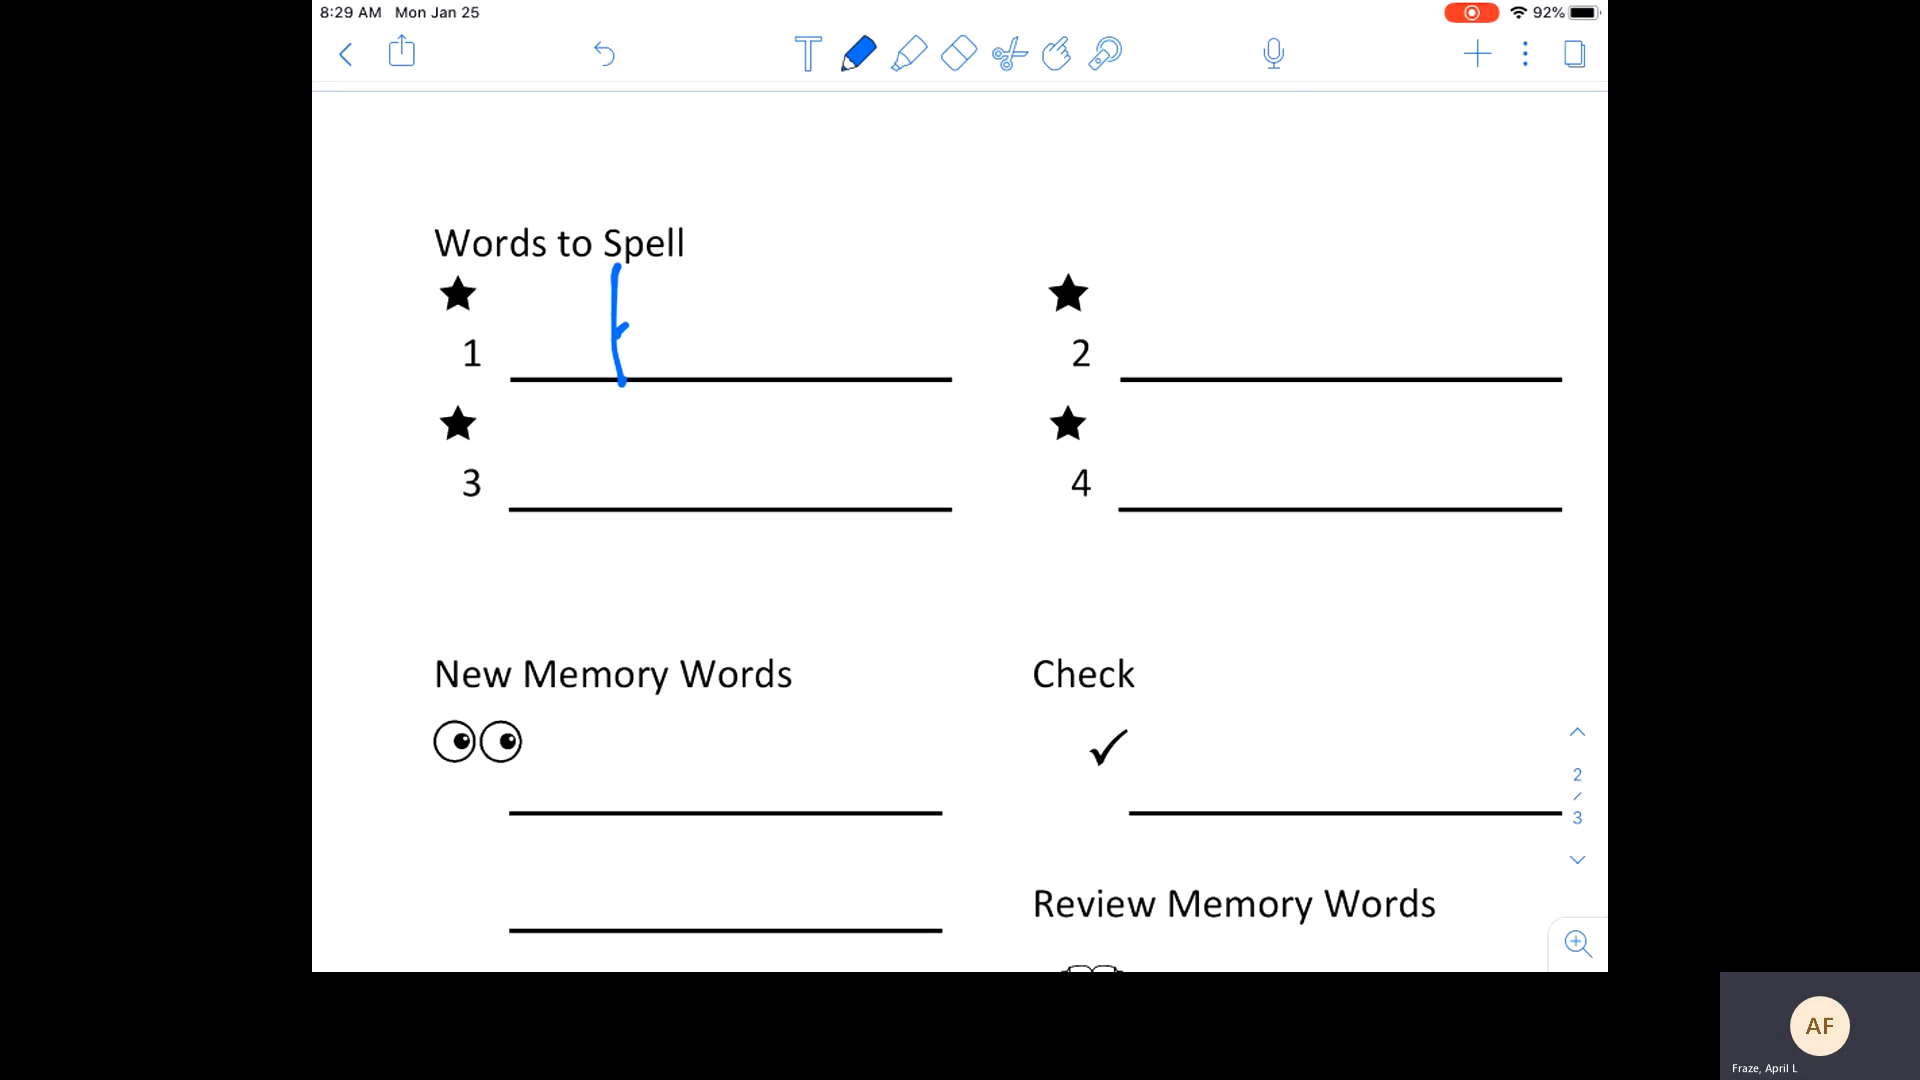 8:29 AM Mon Jan 25
92%
Words to Spell
1
2
3
4
New Memory Words
Check
2
3
Review Memory Words
AF
Fraze, April L